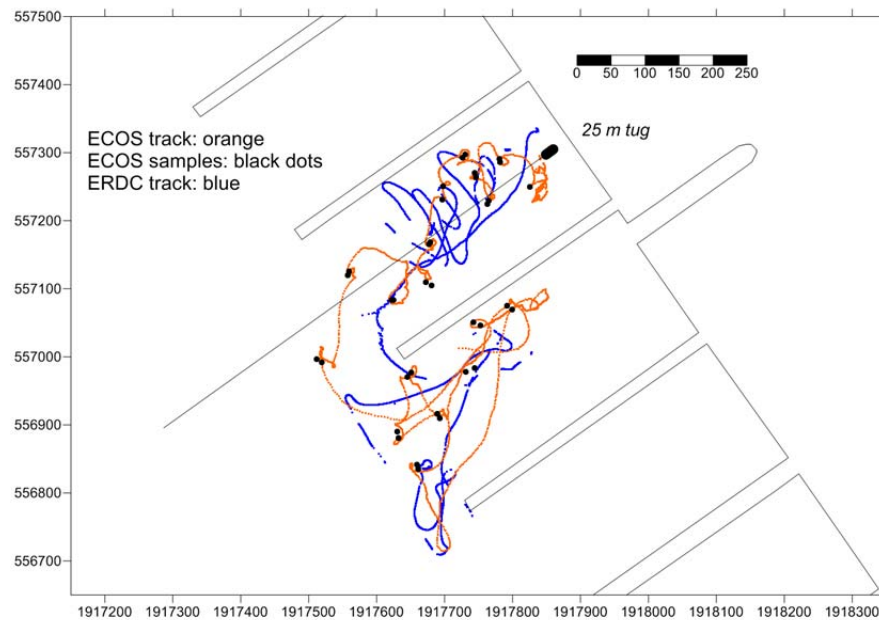 557500
557400
557300
557200
557100
557000
556900
556800
556700
0 50 100 150 200 250
25 m tug
ECOS track: orange
ECOS samples: black dots
ERDC track: blue
1917200 1917300 1917400 1917500 1917600 1917700 1917800 1917900 1918000 1918100 1918200 1918300